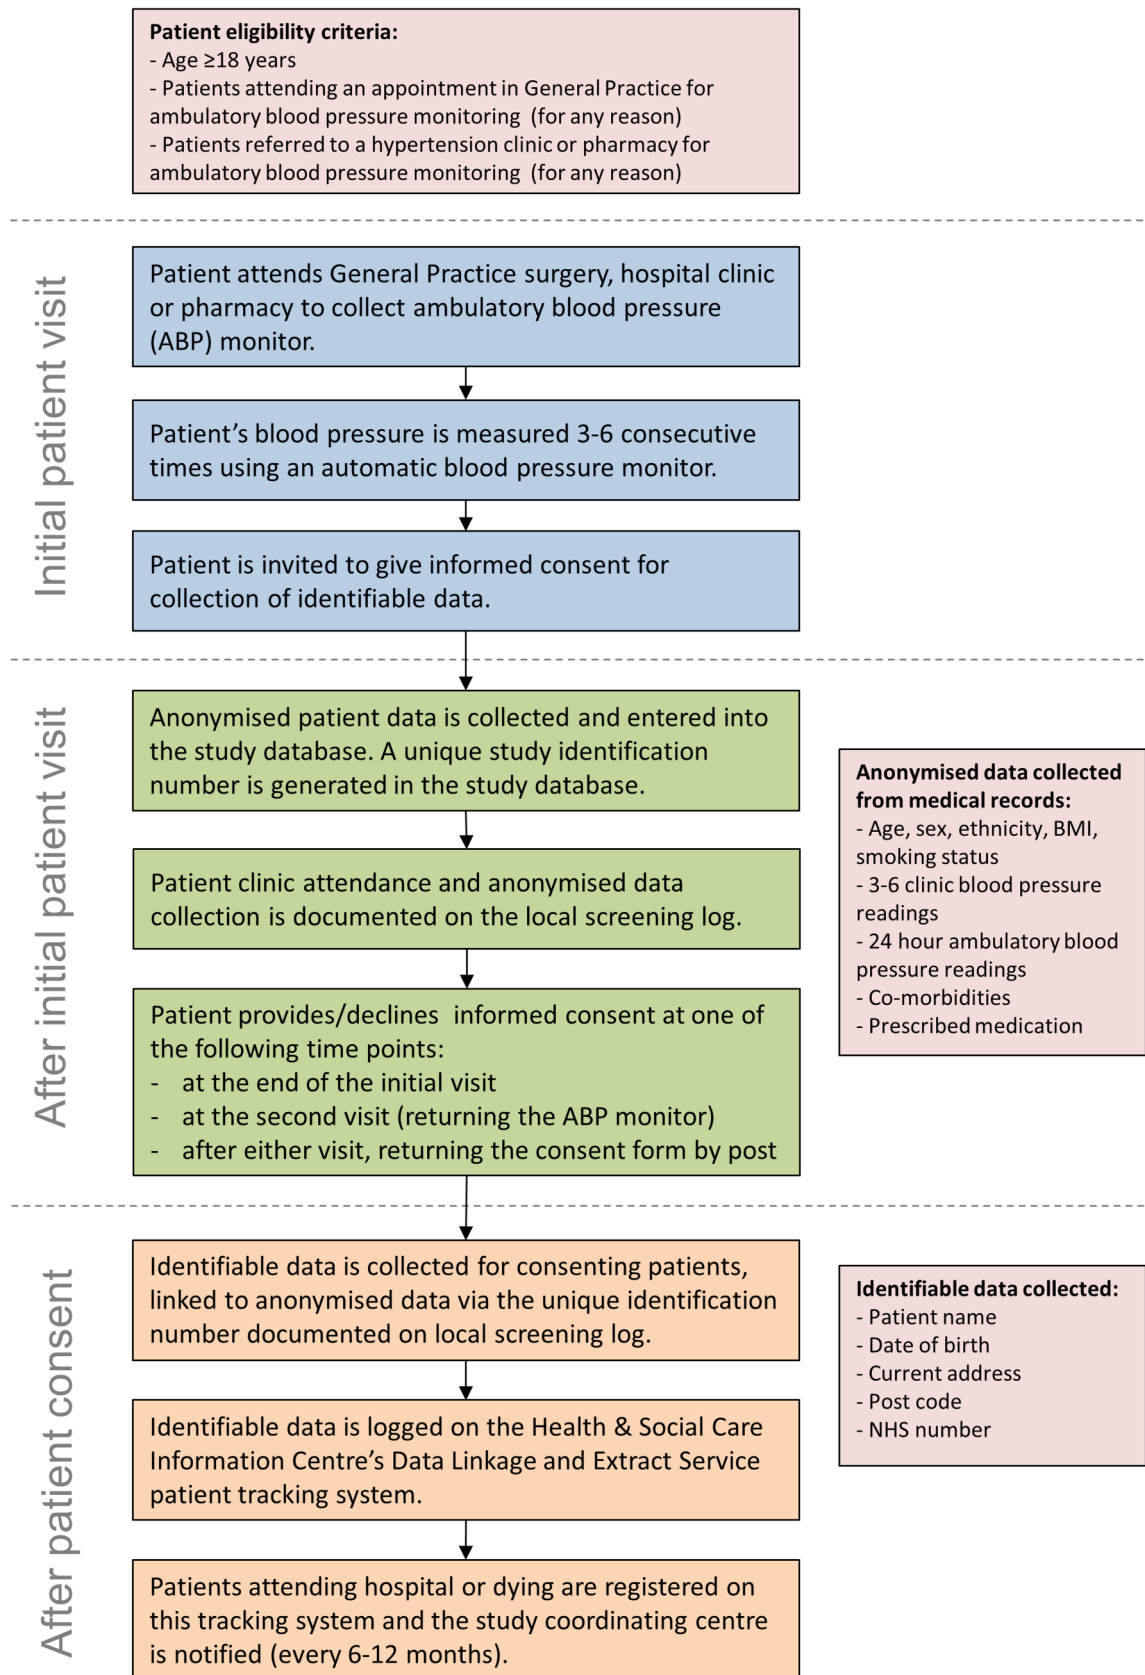 Patient eligibility criteria:
- Age ≥18 years
- Patients attending an appointment in General Practice for
ambulatory blood pressure monitoring (for any reason)
- Patients referred to a hypertension clinic or pharmacy for
ambulatory blood pressure monitoring (for any reason)
Initial patient visit
Patient attends General Practice surgery, hospital clinic
or pharmacy to collect ambulatory blood pressure
(ABP) monitor.
Patient's blood pressure is measured 3-6 consecutive
times using an automatic blood pressure monitor.
Patient is invited to give informed consent for
collection of identifiable data.
After initial patient visit
Anonymised patient data is collected and entered into
the study database. A unique study identification
number is generated in the study database.
Patient clinic attendance and anonymised data
collection is documented on the local screening log.
Patient provides/declines informed consent at one of
the following time points:
- at the end of the initial visit
- at the second visit (returning the ABP monitor)
- after either visit, returning the consent form by post
Anonymised data collected
from medical records:
- Age, sex, ethnicity, BMI,
smoking status
- 3-6 clinic blood pressure
readings
- 24 hour ambulatory blood
pressure readings
- Co-morbidities
- Prescribed medication
After patient consent
Identifiable data is collected for consenting patients,
linked to anonymised data via the unique identification
number documented on local screening log.
Identifiable data is logged on the Health & Social Care
Information Centre's Data Linkage and Extract Service
patient tracking system.
Patients attending hospital or dying are registered on
this tracking system and the study coordinating centre
is notified (every 6-12 months).
Identifiable data collected:
- Patient name
- Date of birth
- Current address
- Post code
- NHS number